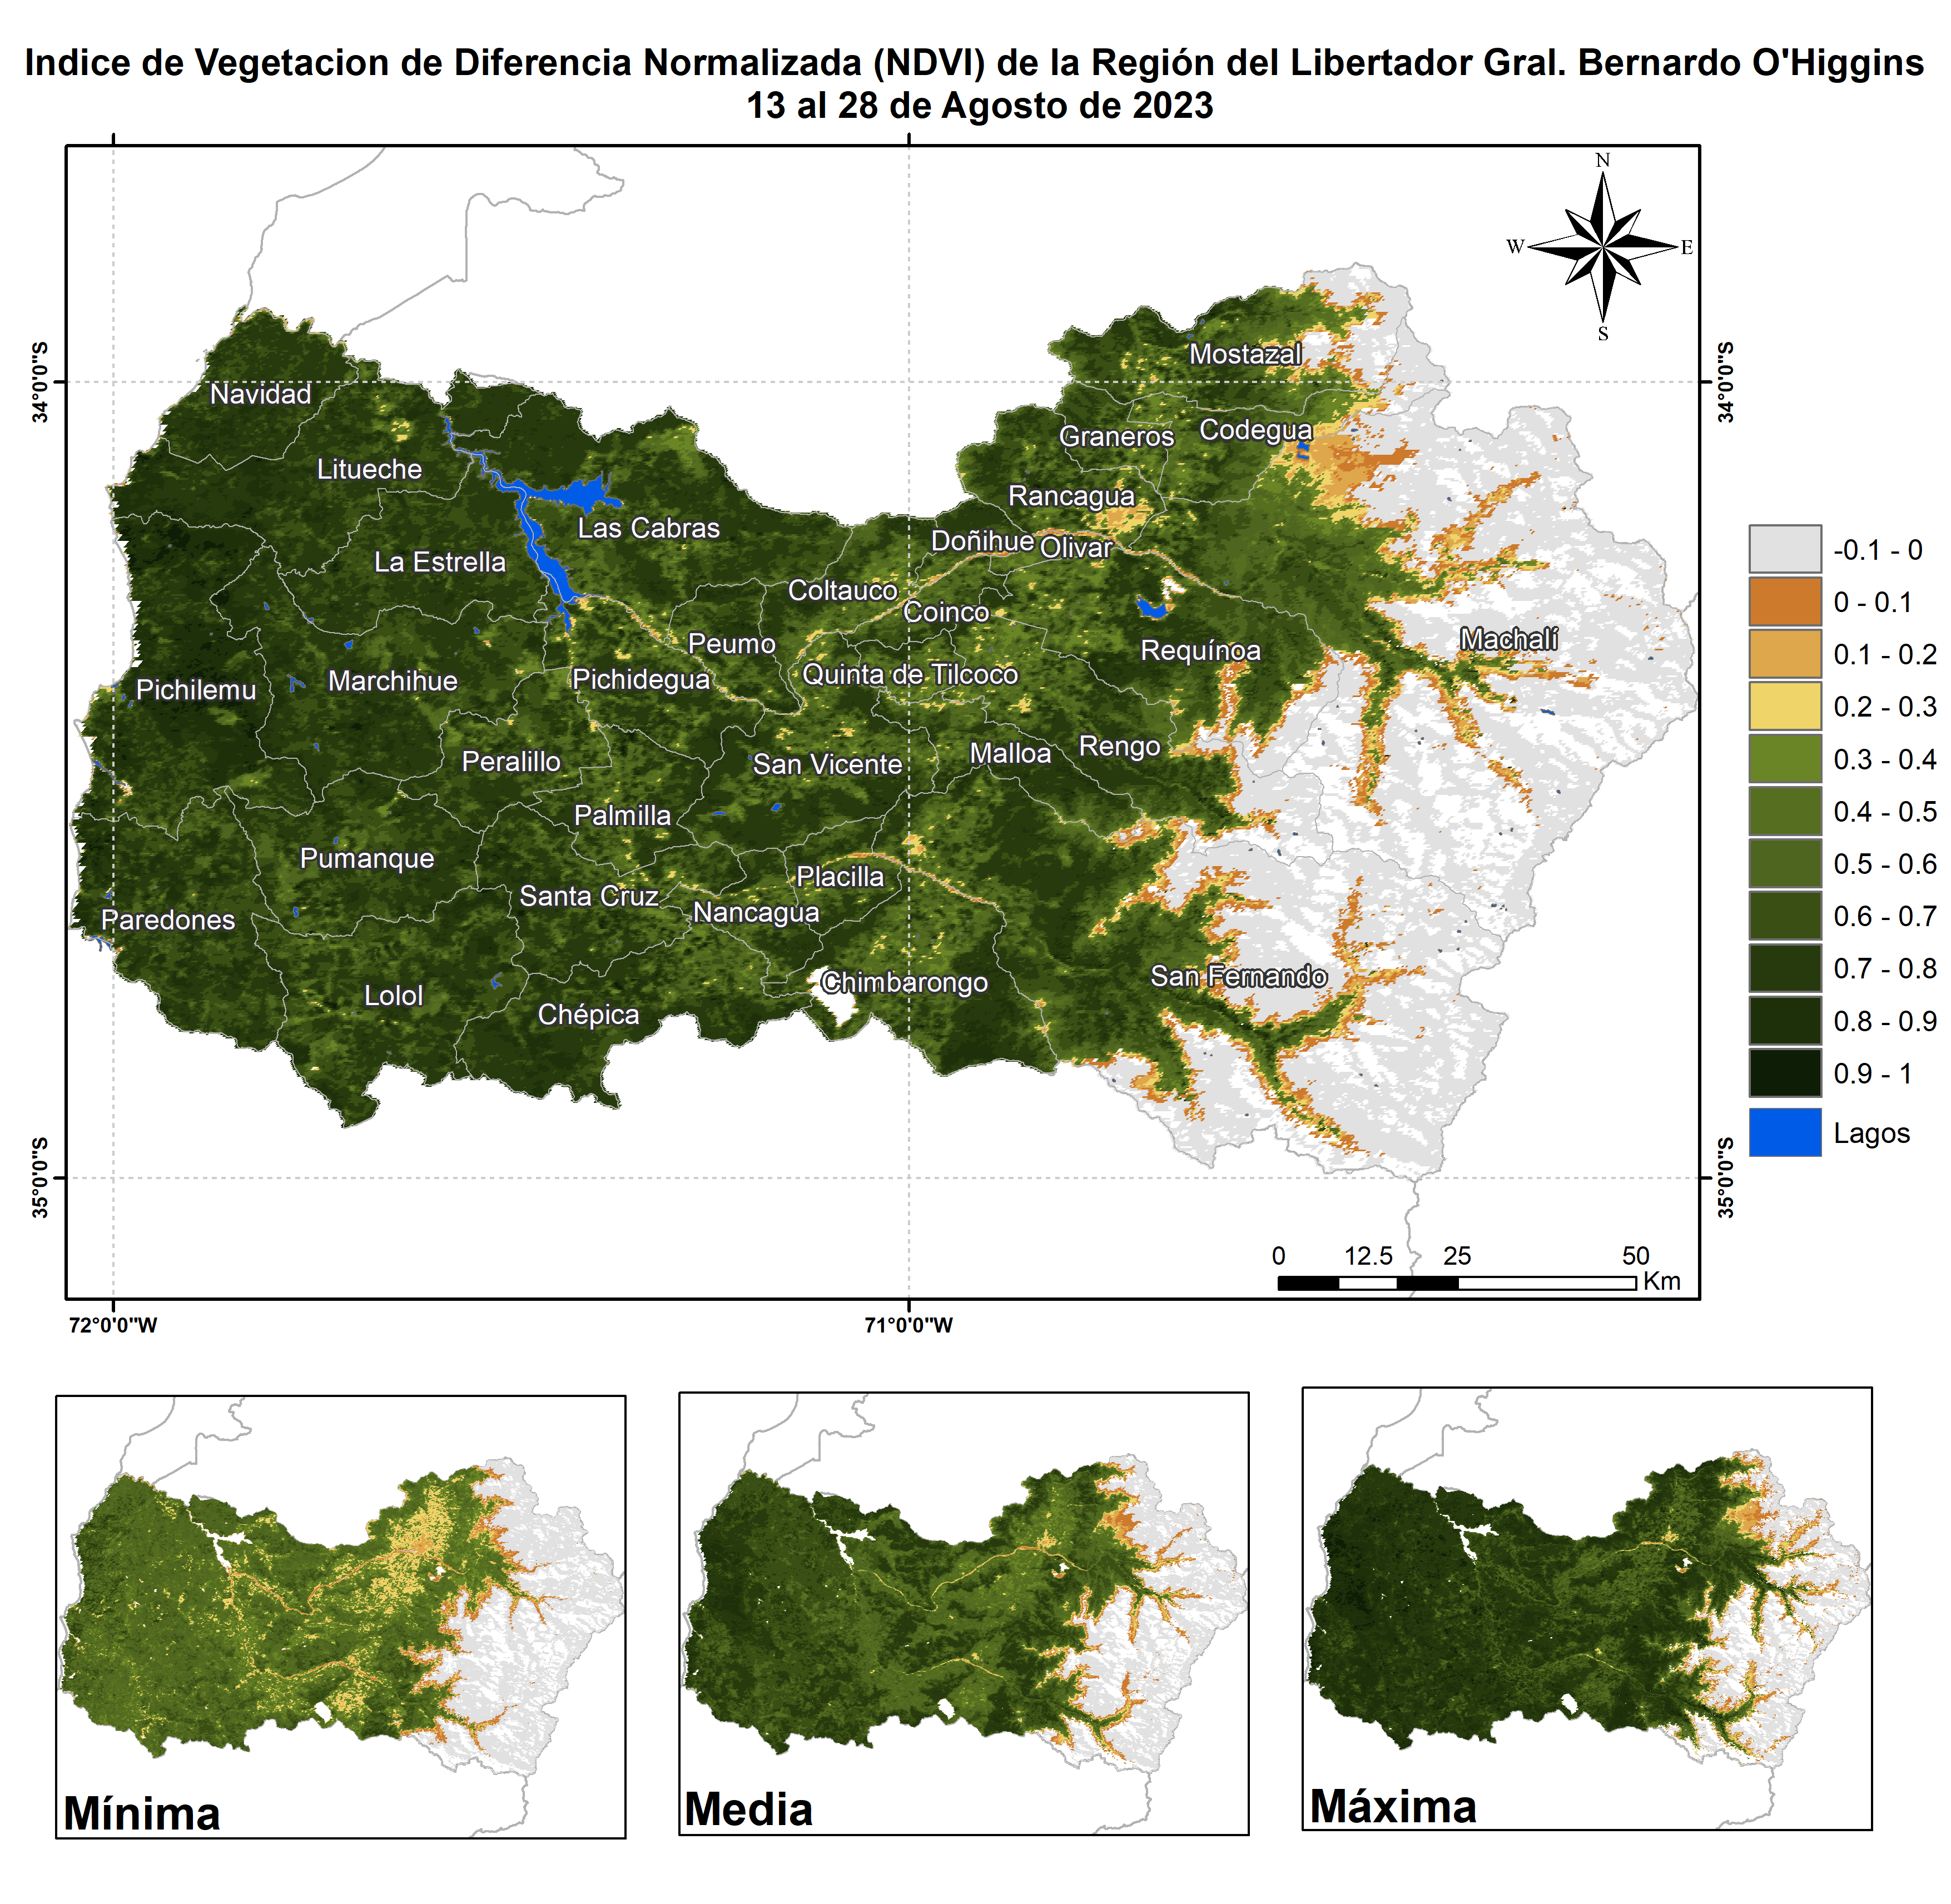 Indice de Vegetacion de Diferencia Normalizada (NDVI) de la Región del Libertador Gral. Bernardo O'Higgins
13 al 28 de Agosto de 2023
N
W
E
S
34°0'0"S
34°0'0"S
35°0'0"S
35°0'0"S
72°0'0"W
71°0'0"W
Mostazal
Navidad
Graneros
Codegua
Litueche
Rancagua
Las Cabras
Doñihue
Olivar
La Estrella
Coltauco
Coinco
Peumo
Requínoa
Machalí
Pichilemu
Marchihue
Pichidegua
Quinta de Tilcoco
Peralillo
San Vicente
Malloa
Rengo
Palmilla
Pumanque
Placilla
Santa Cruz
Nancagua
Paredones
San Fernando
Chimbarongo
Lolol
Chépica
-0.1 - 0
0 - 0.1
0.1 - 0.2
0.2 - 0.3
0.3 - 0.4
0.4 - 0.5
0.5 - 0.6
0.6 - 0.7
0.7 - 0.8
0.8 - 0.9
0.9 - 1
Lagos
0 12.5 25 50
Km
Mínima
Media
Máxima